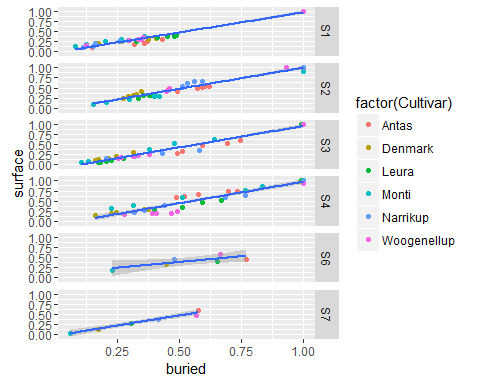 1.00
0.75
0.50
0.25
0.00
S1
1.00
0.75
0.50
0.25
0.00
S2
1.00
0.75
0.50
0.25
0.00
S3
1.00
0.75
0.50
0.25
0.00
S4
1.00
0.75
0.50
0.25
0.00
S6
1.00
0.75
0.50
0.25
0.00
S7
surface
0.25
0.50
0.75
1.00
buried
factor(Cultivar)
Antas
Denmark
Leura
Monti
Narrikup
Woogenellup